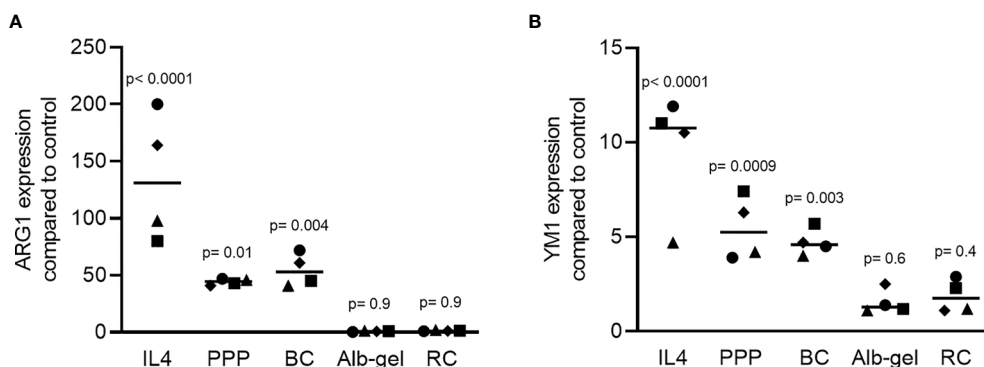 A
ARG1 expression
compared to control
250
200
150
100
50
0
p< 0.0001
p= 0.01
p= 0.004
p= 0.9
p= 0.9
IL4
PPP
BC
Alb-gel
RC
B
YM1 expression
compared to control
15
10
5
0
p< 0.0001
p= 0.0009
p= 0.003
p= 0.6
p= 0.4
IL4
PPP
BC
Alb-gel
RC